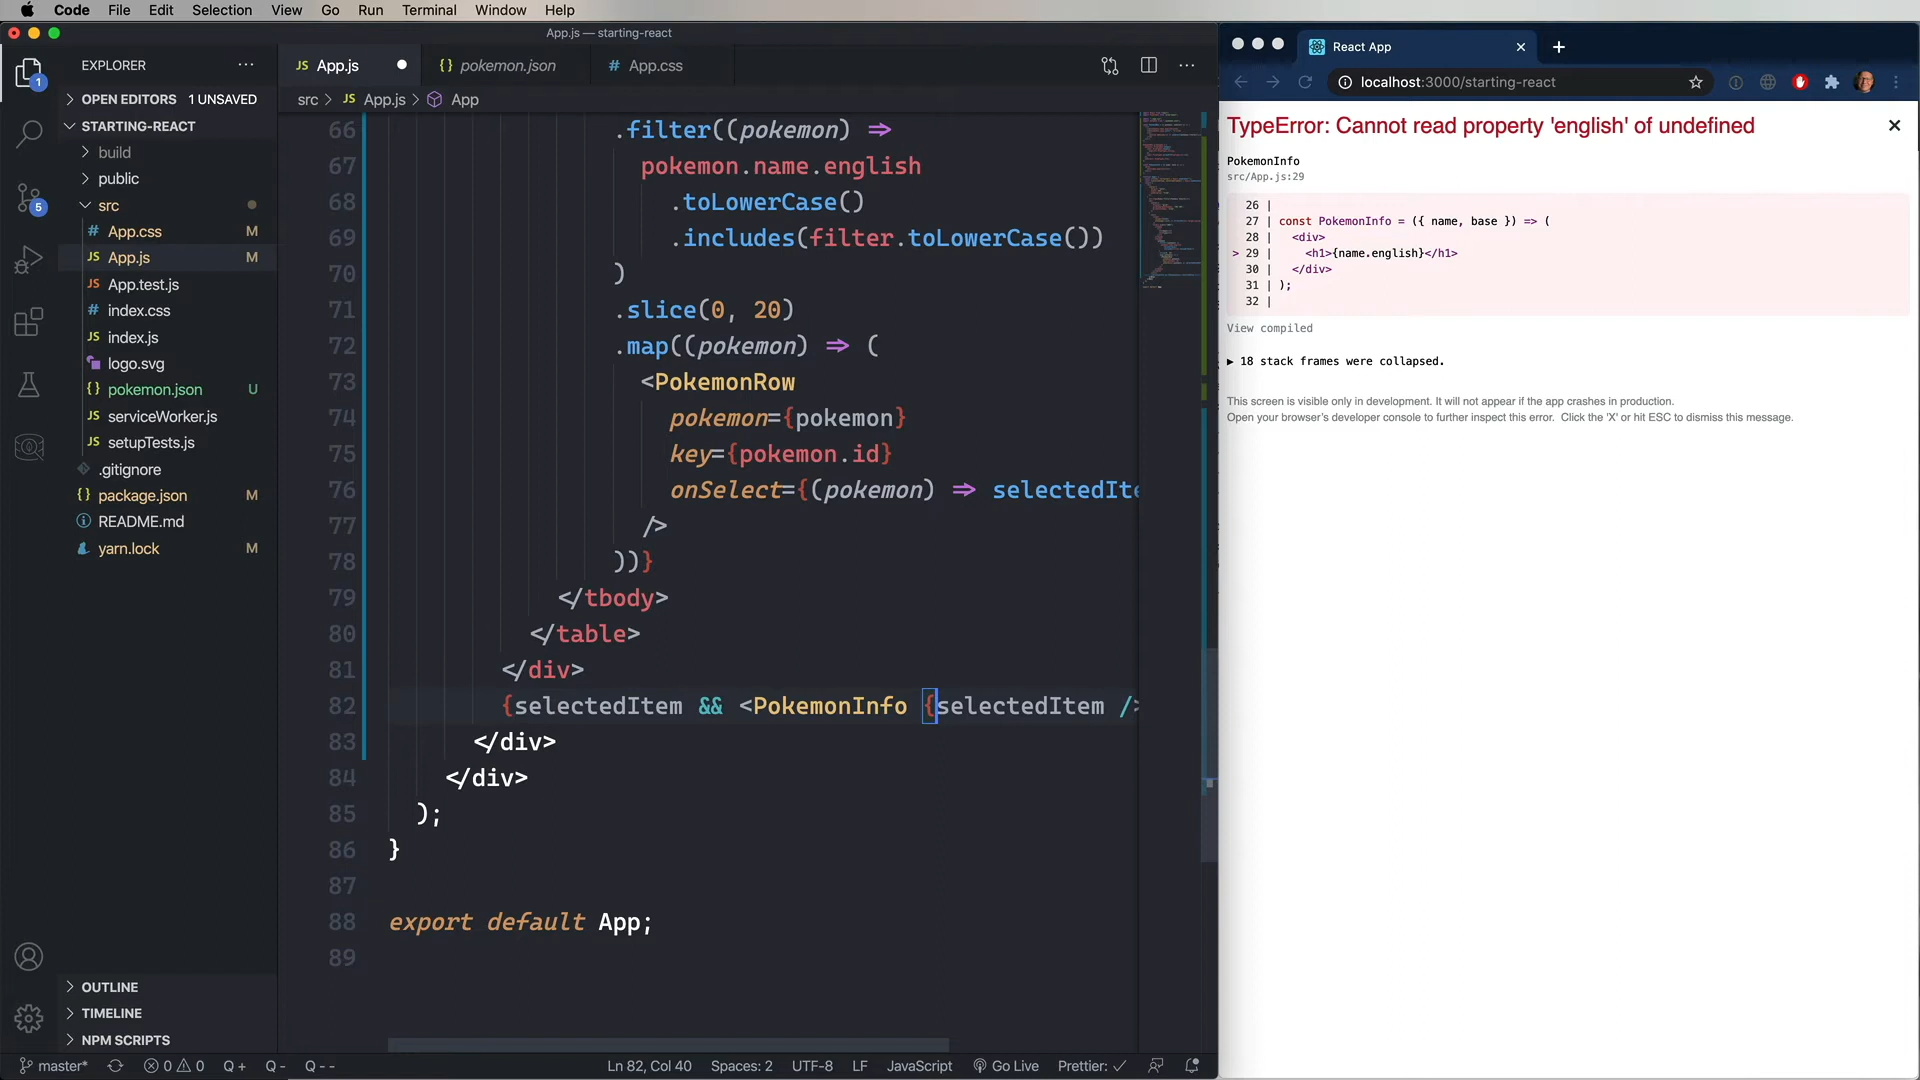 Code File Edit Selection View Go Run Terminal Window Help
App.js — starting-react
EXPLORER
OPEN EDITORS 1 UNSAVED
STARTING-REACT
build
public
src
# App.css M
JS App.js M
JS App.test.js
# index.css
JS index.js
logo.svg
{} pokemon.json U
JS serviceWorker.js
JS setupTests.js
.gitignore
{} package.json M
README.md
yarn.lock M
OUTLINE
TIMELINE
NPM SCRIPTS
1
5
JS App.js
{} pokemon.json
# App.css
src > JS App.js > App
66 .filter((pokemon) =>
67 pokemon.name.english
68 .toLowerCase()
69 .includes(filter.toLowerCase())
70 )
71 .slice(0, 20)
72 .map((pokemon) => (
73 <PokemonRow
74 pokemon={pokemon}
75 key={pokemon.id}
76 onSelect={(pokemon) => selectedIte
77 />
78 ))}
79 </tbody>
80 </table>
81 </div>
82 {selectedItem && <PokemonInfo {selectedItem />
83 </div>
84 </div>
85 );
86 }
87
88 export default App;
89
master* 0 0 Q + Q - Q - - Ln 82, Col 40 Spaces: 2 UTF-8 LF JavaScript Go Live Prettier: ✓
React App
localhost:3000/starting-react
TypeError: Cannot read property 'english' of undefined
PokemonInfo
src/App.js:29
26 |
27 | const PokemonInfo = ({ name, base }) => (
28 | <div>
> 29 | <h1>{name.english}</h1>
30 | </div>
31 | );
32 |
View compiled
▶ 18 stack frames were collapsed.
This screen is visible only in development. It will not appear if the app crashes in production.
Open your browser's developer console to further inspect this error. Click the 'X' or hit ESC to dismiss this message.